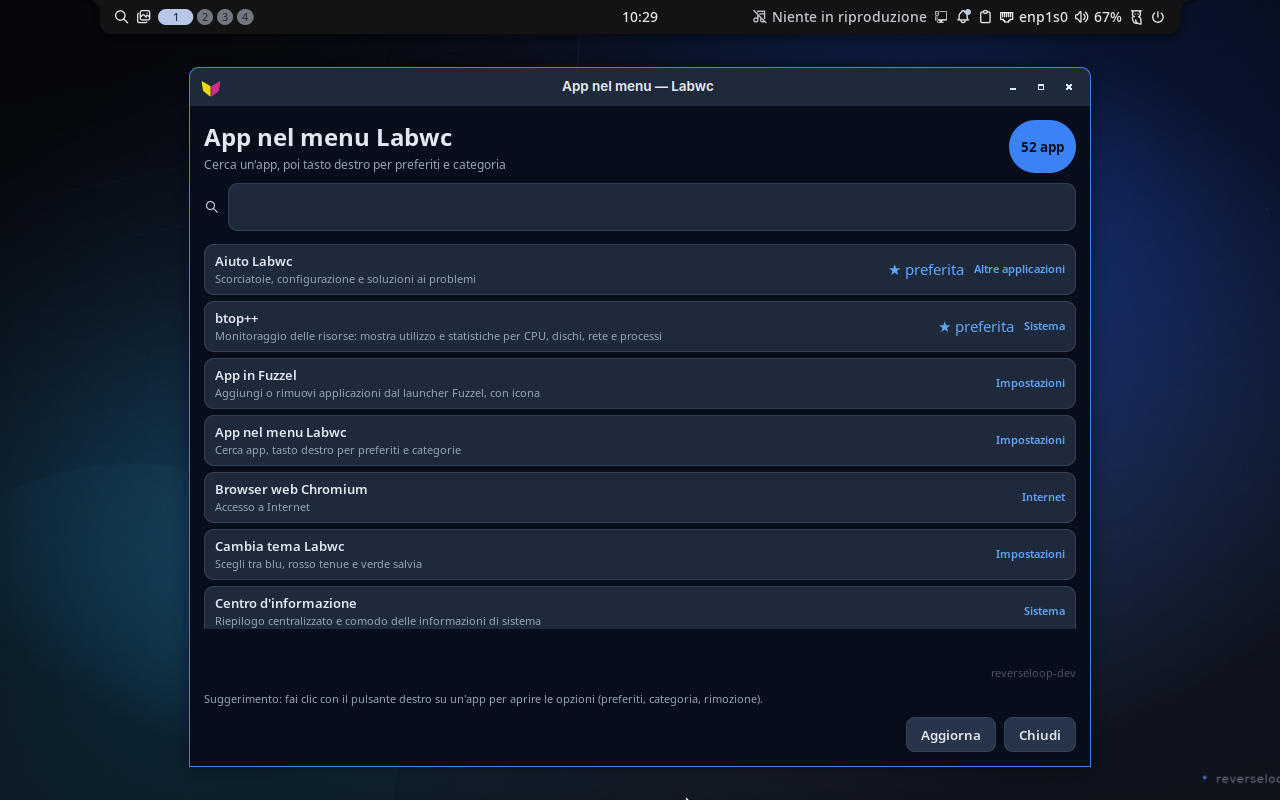 1 2 3 4 10:29 Niente in riproduzione enp1s0 67%
App nel menu — Labwc
App nel menu Labwc
52 app
Cerca un'app, poi tasto destro per preferiti e categoria
Aiuto Labwc
Scorciatoie, configurazione e soluzioni ai problemi
★ preferita Altre applicazioni
btop++
Monitoraggio delle risorse: mostra utilizzo e statistiche per CPU, dischi, rete e processi
★ preferita Sistema
App in Fuzzel
Aggiungi o rimuovi applicazioni dal launcher Fuzzel, con icona
Impostazioni
App nel menu Labwc
Cerca app, tasto destro per preferiti e categorie
Impostazioni
Browser web Chromium
Accesso a Internet
Internet
Cambia tema Labwc
Scegli tra blu, rosso tenue e verde salvia
Impostazioni
Centro d'informazione
Riepilogo centralizzato e comodo delle informazioni di sistema
Sistema
reverseloop-dev
Suggerimento: fai clic con il pulsante destro su un'app per aprire le opzioni (preferiti, categoria, rimozione).
Aggiorna Chiudi
• reverseloo